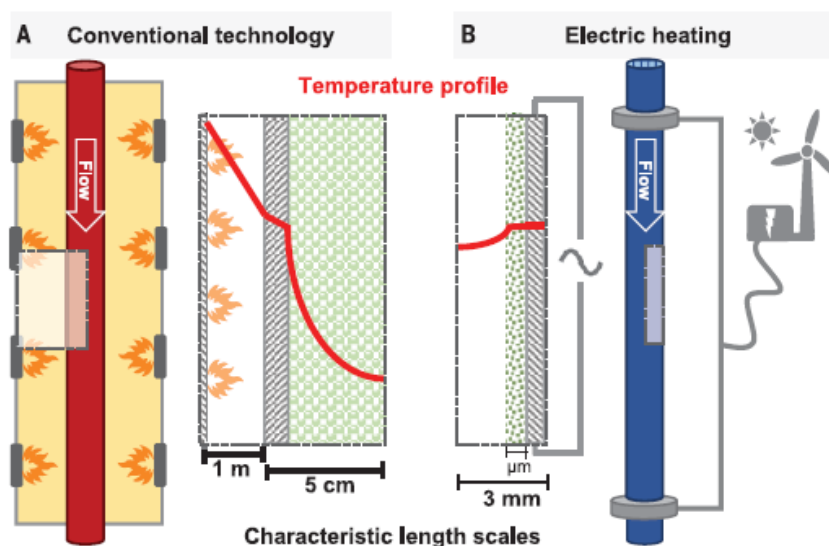 A Conventional technology
B Electric heating
Temperature profile
Flow
Flow
1 m
5 cm
µm
3 mm
Characteristic length scales